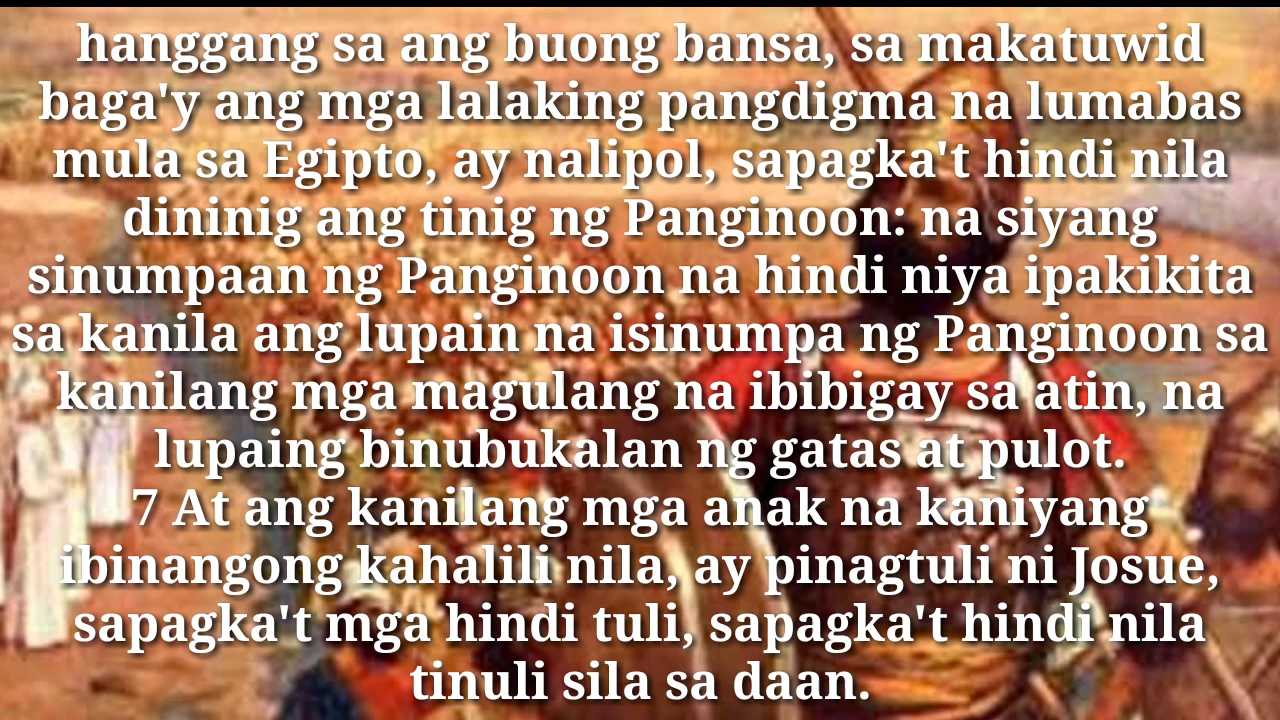 hanggang sa ang buong bansa, sa makatuwid
baga'y ang mga lalaking pangdigma na lumabas
mula sa Egipto, ay nalipol, sapagka't hindi nila
dininig ang tinig ng Panginoon: na siyang
sinumpaan ng Panginoon na hindi niya ipakikita
sa kanila ang lupain na isinumpa ng Panginoon sa
kanilang mga magulang na ibibigay sa atin, na
lupaing binubukalan ng gatas at pulot.
7 At ang kanilang mga anak na kaniyang
ibinangong kahalili nila, ay pinagtuli ni Josue,
sapagka't mga hindi tuli, sapagka't hindi nila
tinuli sila sa daan.